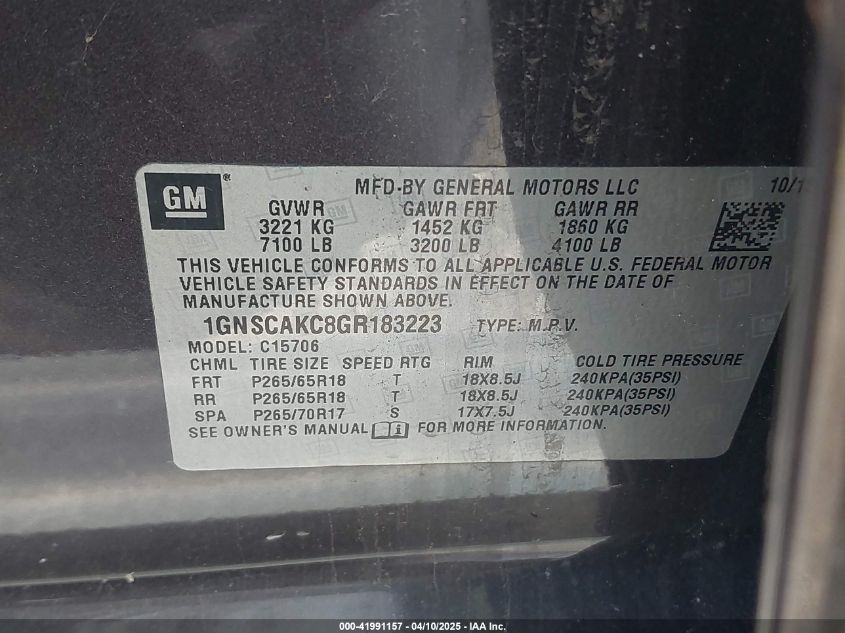 GM ® MFD-BY GENERAL MOTORS LLC
GVWR GAWR FRT GAWR RR
3221 KG 1452 KG 1860 KG
7100 LB 3200 LB 4100 LB
THIS VEHICLE CONFORMS TO ALL APPLICABLE U.S. FEDERAL MOTOR
VEHICLE SAFETY STANDARDS IN EFFECT ON THE DATE OF
MANUFACTURE SHOWN ABOVE.
1GNSCAKC8GR183223 TYPE: M.P.V.
MODEL: C15706
CHML TIRE SIZE SPEED RTG RIM COLD TIRE PRESSURE
FRT P265/65R18 T 18X8.5J 240KPA(35PSI)
RR P265/65R18 T 18X8.5J 240KPA(35PSI)
SPA P265/70R17 S 17X7.5J 240KPA(35PSI)
SEE OWNER'S MANUAL i FOR MORE INFORMATION.
000-41991157 - 04/10/2025 - IAA Inc.